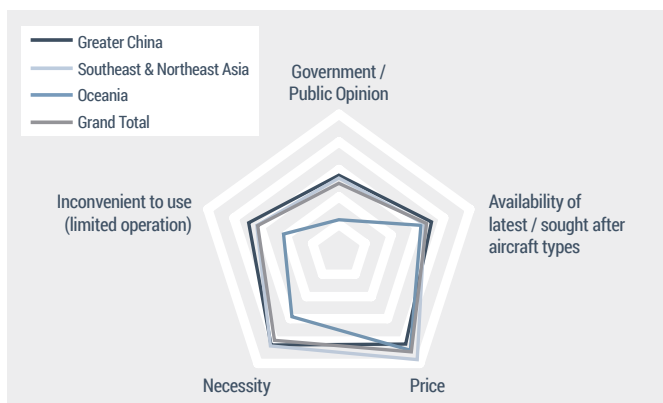 Greater China
Southeast & Northeast Asia
Oceania
Grand Total
Government /
Public Opinion
Inconvenient to use
(limited operation)
Availability of
latest / sought after
aircraft types
Necessity
Price